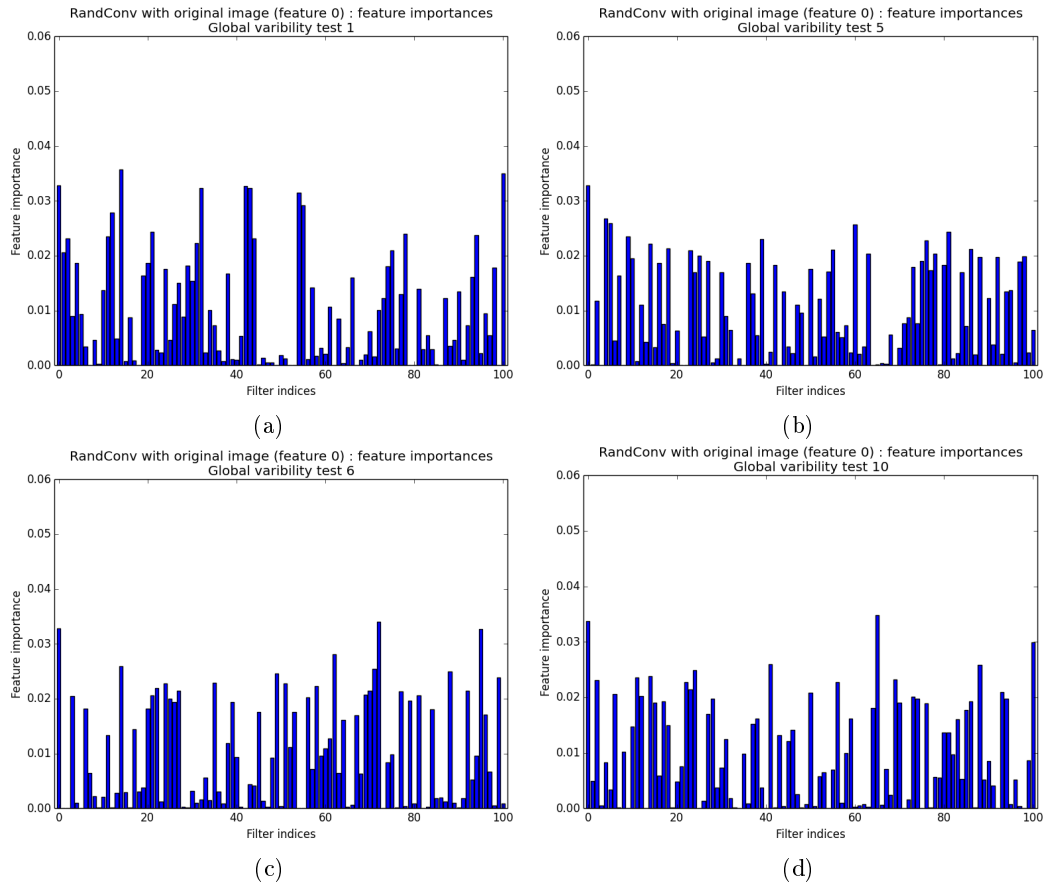 RandConv with original image (feature 0) : feature importances
Global varibility test 1
0.06
0.05
0.04
0.03
0.02
0.01
0.00
Feature importance
0 20 40 60 80 100
Filter indices
(a)
RandConv with original image (feature 0) : feature importances
Global varibility test 5
0.06
0.05
0.04
0.03
0.02
0.01
0.00
Feature importance
0 20 40 60 80 100
Filter indices
(b)
RandConv with original image (feature 0) : feature importances
Global varibility test 6
0.06
0.05
0.04
0.03
0.02
0.01
0.00
Feature importance
0 20 40 60 80 100
Filter indices
(c)
RandConv with original image (feature 0) : feature importances
Global varibility test 10
0.06
0.05
0.04
0.03
0.02
0.01
0.00
Feature importance
0 20 40 60 80 100
Filter indices
(d)